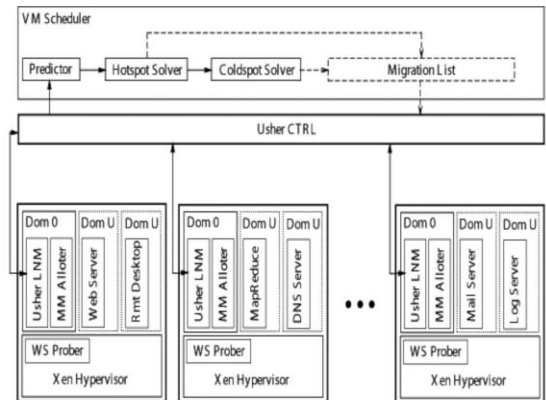 VM Scheduler
Predictor
Hotspot Solver
Coldspot Solver
Migration List
Usher CTRL
Dom 0
Dom U
Dom U
Usher LNM
MM Alloter
Web Server
Rmt Desktop
WS Prober
Xen Hypervisor
Dom 0
Dom U
Dom U
Usher LNM
MM Alloter
MapReduce
DNS Server
WS Prober
Xen Hypervisor
Dom 0
Dom U
Dom U
Usher LNM
MM Alloter
Mail Server
Log Server
WS Prober
Xen Hypervisor